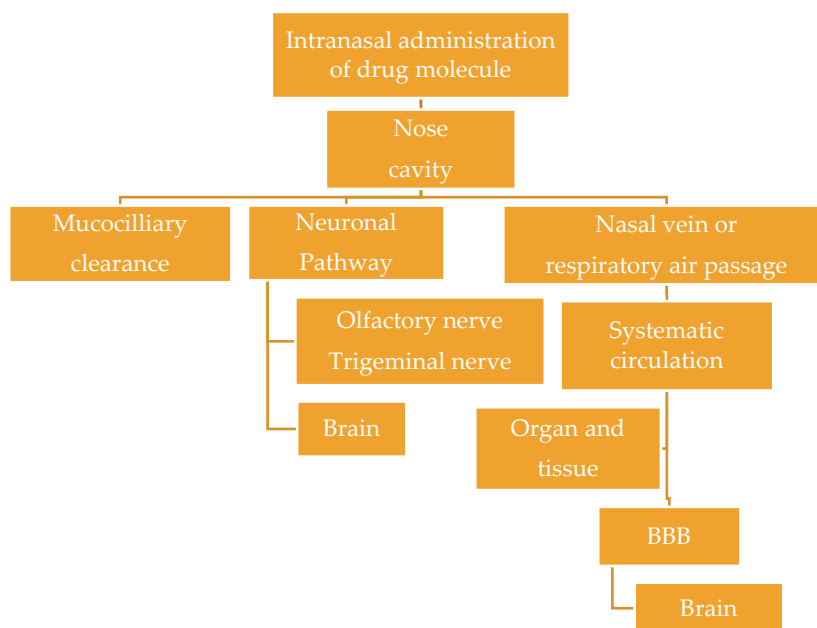 Intranasal administration
of drug molecule
Nose
cavity
Mucocilliary
clearance
Neuronal
Pathway
Nasal vein or
respiratory air passage
Olfactory nerve
Trigeminal nerve
Systematic
circulation
Brain
Organ and
tissue
BBB
Brain